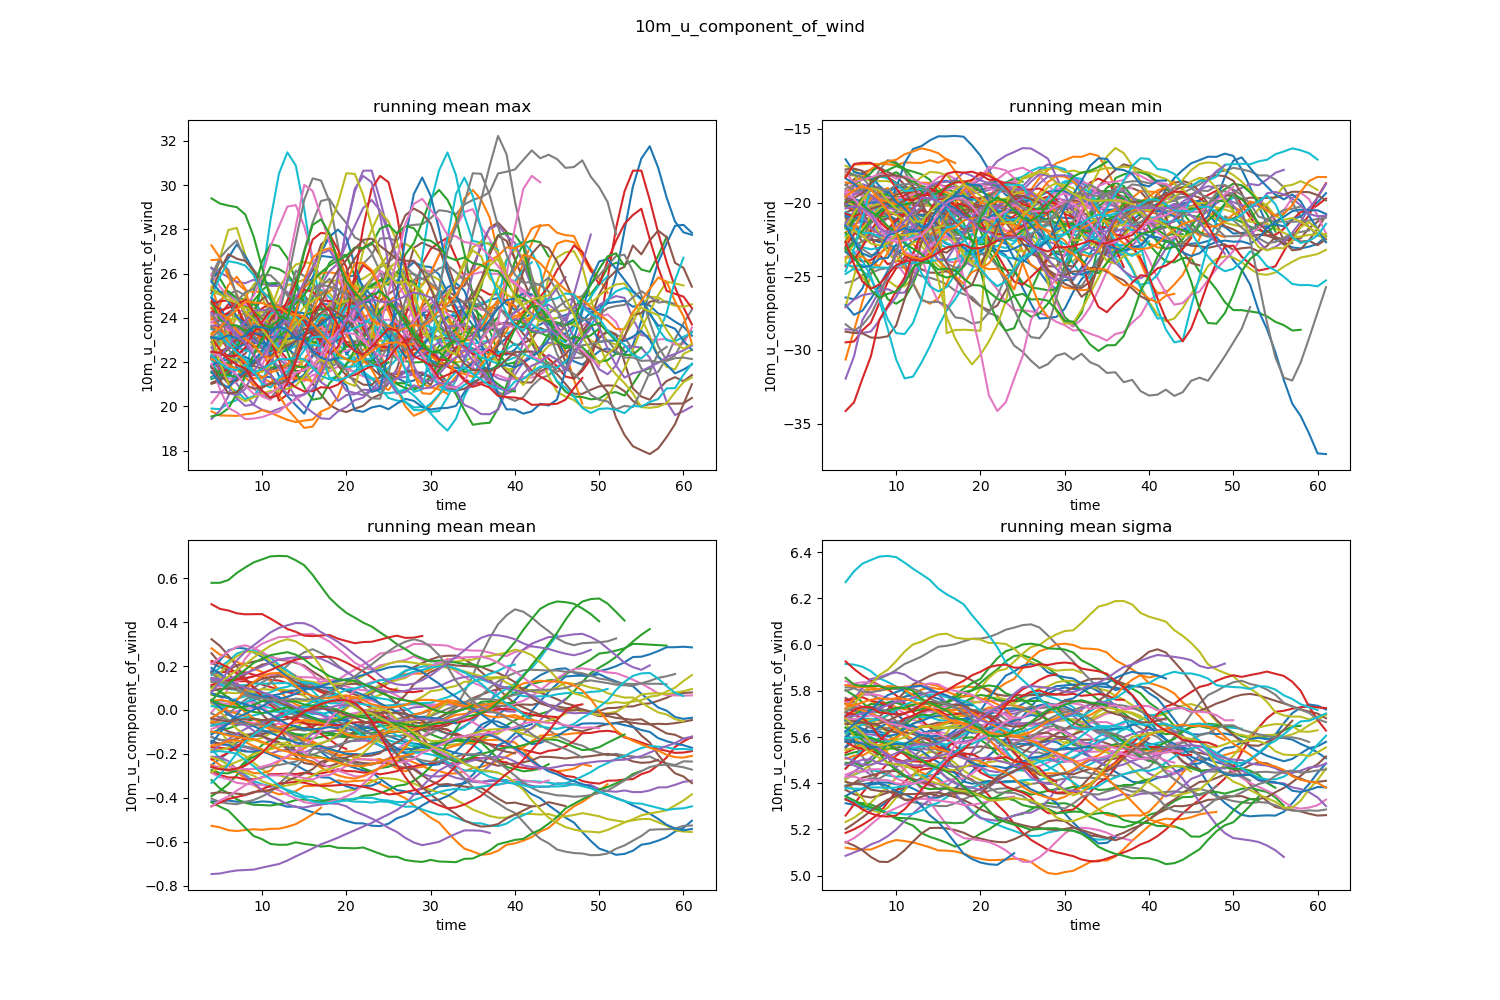 10m_u_component_of_wind
running mean max
10m_u_component_of_wind
32
30
28
26
24
22
20
18
10 20 30 40 50 60
time
running mean min
10m_u_component_of_wind
−15
−20
−25
−30
−35
10 20 30 40 50 60
time
running mean mean
10m_u_component_of_wind
0.6
0.4
0.2
0.0
−0.2
−0.4
−0.6
−0.8
10 20 30 40 50 60
time
running mean sigma
10m_u_component_of_wind
6.4
6.2
6.0
5.8
5.6
5.4
5.2
5.0
10 20 30 40 50 60
time